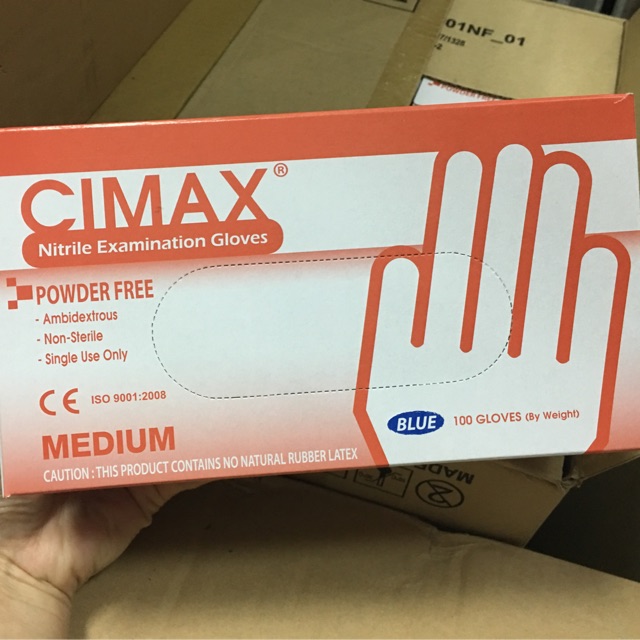 01NF_01
CIMAX®
Nitrile Examination Gloves
POWDER FREE
- Ambidextrous
- Non-Sterile
- Single Use Only
CE ISO 9001:2008
MEDIUM
BLUE 100 GLOVES (By Weight)
CAUTION : THIS PRODUCT CONTAINS NO NATURAL RUBBER LATEX
MADE